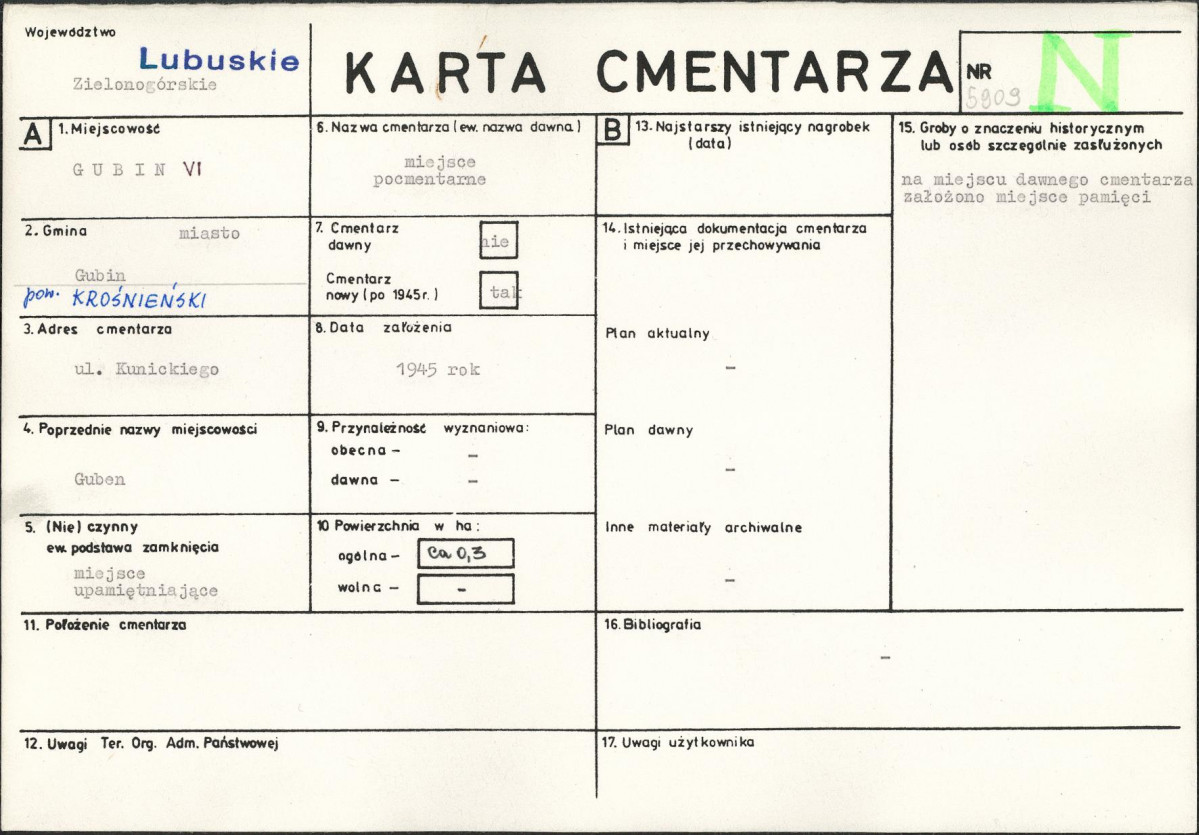 Województwo
Lubuskie
Zielonogórskie
KARTA CMENTARZA
NR
5909
N
A
1. Miejscowość
GUBIN VI
2. Gmina
miasto
Gubin
pow. KROŚNIEŃSKI
3. Adres cmentarza
ul. Kunickiego
4. Poprzednie nazwy miejscowości
Guben
5. (Nie) czynny
ew. podstawa zamknięcia
miejsce
upamiętniające
6. Nazwa cmentarza (ew. nazwa dawna)
miejsce
pocmentarne
7. Cmentarz
dawny
nie
Cmentarz
nowy (po 1945 r.)
tak
8. Data założenia
1945 rok
9. Przynależność wyznaniowa:
obecna – –
dawna – –
10 Powierzchnia w ha:
ogólna – ca 0,3
wolna – –
11. Położenie cmentarza
12. Uwagi Ter. Org. Adm. Państwowej
B
13. Najstarszy istniejący nagrobek
(data)
14. Istniejąca dokumentacja cmentarza
i miejsce jej przechowywania
Plan aktualny
–
Plan dawny
–
Inne materiały archiwalne
–
15. Groby o znaczeniu historycznym
lub osób szczególnie zasłużonych
na miejscu dawnego cmentarza
założono miejsce pamięci
16. Bibliografia
–
17. Uwagi użytkownika